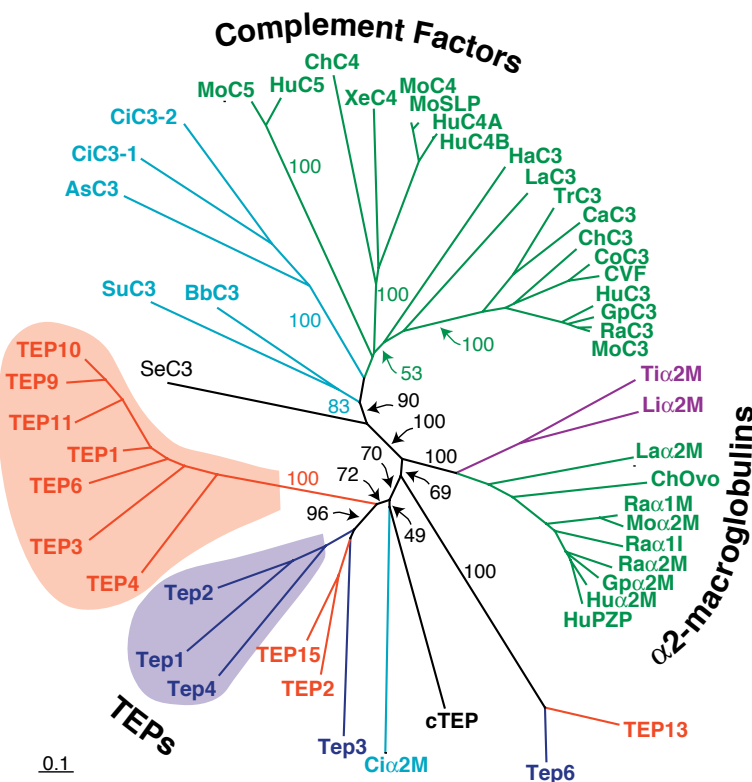 Complement Factors
ChC4
MoC5
HuC5
XeC4
MoC4
MoSLP
HuC4A
HuC4B
CiC3-2
CiC3-1
AsC3
HaC3
LaC3
TrC3
CaC3
ChC3
CoC3
CVF
HuC3
GpC3
RaC3
MoC3
100
SuC3
BbC3
100
100
100
53
SeC3
83
90
100
TEP10
TEP9
TEP11
TEP1
TEP6
TEP3
TEP4
100
Tiα2M
Liα2M
Laα2M
ChOvo
Raα1M
Moα2M
Raα1I
Raα2M
Gpα2M
Huα2M
HuPZP
100
70
72
69
96
49
100
α2-macroglobulins
Tep2
Tep1
Tep4
TEP15
TEP2
TEPs
Tep3
Ciα2M
cTEP
TEP13
Tep6
0.1